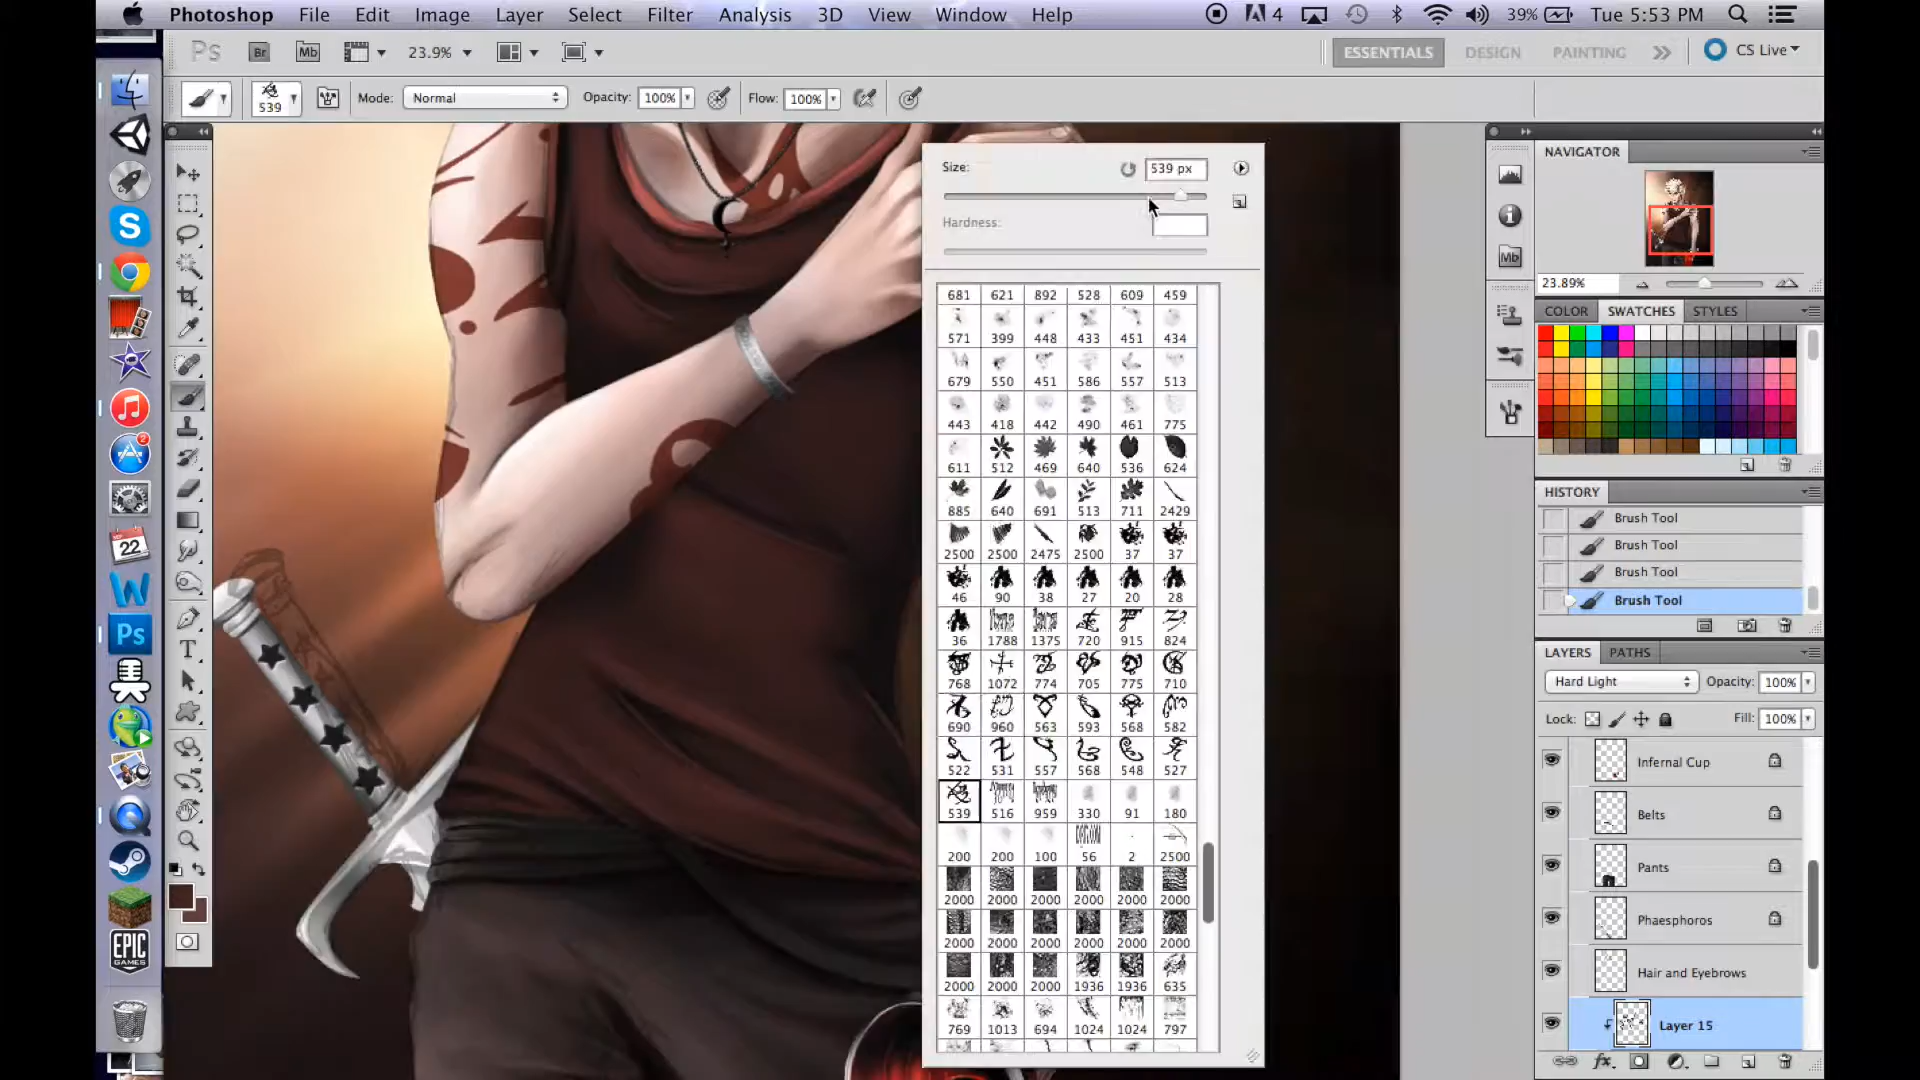 Photoshop File Edit Image Layer Select Filter Analysis 3D View Window Help 4 39% Tue 5:53 PM
Ps Br Mb 23.9% ESSENTIALS DESIGN PAINTING CS Live
539 Mode: Normal Opacity: 100% Flow: 100%
Size: 539 px
Hardness:
681 621 892 528 609 459
571 399 448 433 451 434
679 550 451 586 557 513
443 418 442 490 461 775
611 512 469 640 536 624
885 640 691 513 711 2429
2500 2500 2475 2500 37 37
46 90 38 27 20 28
36 1788 1375 720 915 824
768 1072 774 705 775 710
690 960 563 593 568 582
522 531 557 568 548 527
539 516 959 330 91 180
200 200 100 56 2 2500
2000 2000 2000 2000 2000 2000
2000 2000 2000 2000 2000 2000
2000 2000 2000 1936 1936 635
769 1013 694 1024 1024 797
NAVIGATOR
Mb
23.89%
COLOR SWATCHES STYLES
HISTORY
Brush Tool
Brush Tool
Brush Tool
Brush Tool
LAYERS PATHS
Hard Light Opacity: 100%
Lock: Fill: 100%
Infernal Cup
Belts
Pants
Phaesphoros
Hair and Eyebrows
Layer 15
fx
2
22
W
Ps
EPIC
GAMES
T